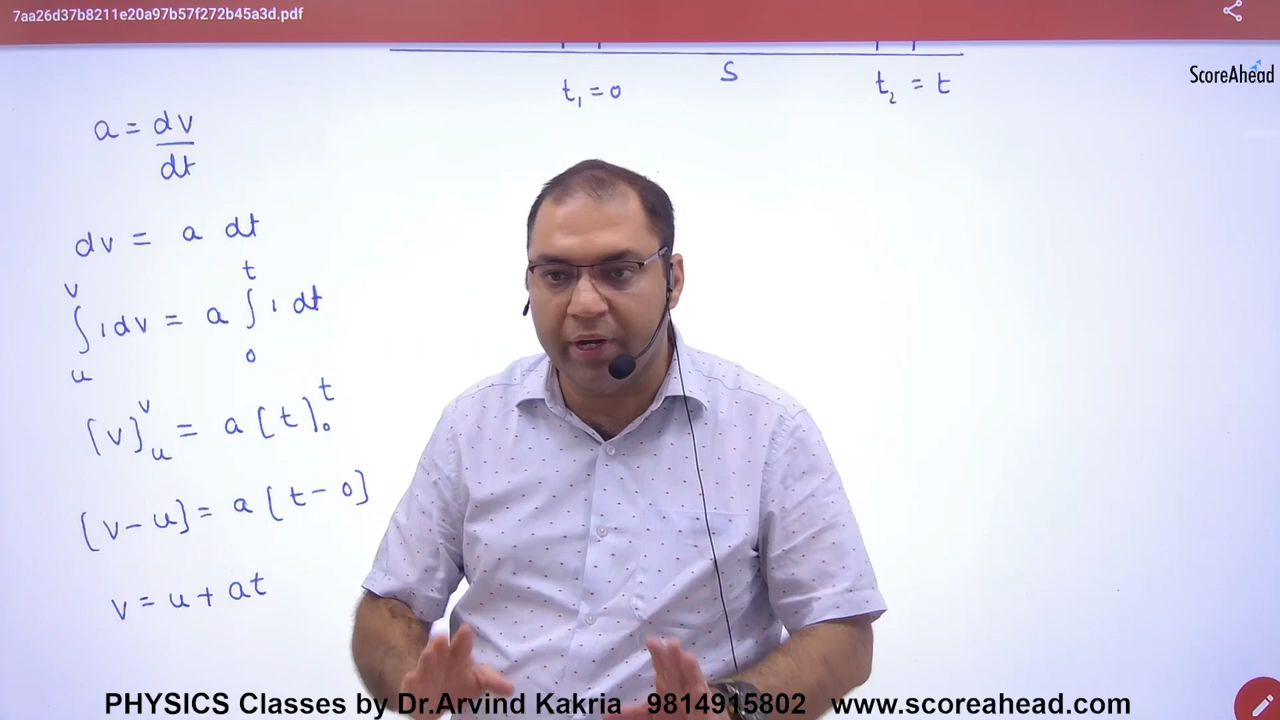 7aa26d37b8211e20a97b57f272b45a3d.pdf
ScoreAhead
S
t₁ = 0
t₂ = t
a = dv/dt
dv = a dt
∫ᵤᵛ 1 dv = a ∫₀ᵗ 1 dt
[v]ᵤᵛ = a [t]₀ᵗ
[v - u] = a [t - 0]
v = u + at
PHYSICS Classes by Dr.Arvind Kakria 9814915802 www.scoreahead.com